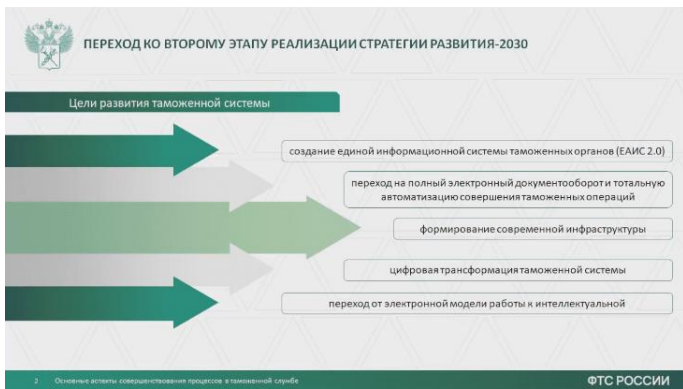 ПЕРЕХОД КО ВТОРОМУ ЭТАПУ РЕАЛИЗАЦИИ СТРАТЕГИИ РАЗВИТИЯ-2030
Цели развития таможенной системы
создание единой информационной системы таможенных органов (ЕАИС 2.0)
переход на полный электронный документооборот и тотальную
автоматизацию совершения таможенных операций
формирование современной инфраструктуры
цифровая трансформация таможенной системы
переход от электронной модели работы к интеллектуальной
2 Основные аспекты совершенствования процессов в таможенной службе
ФТС РОССИИ